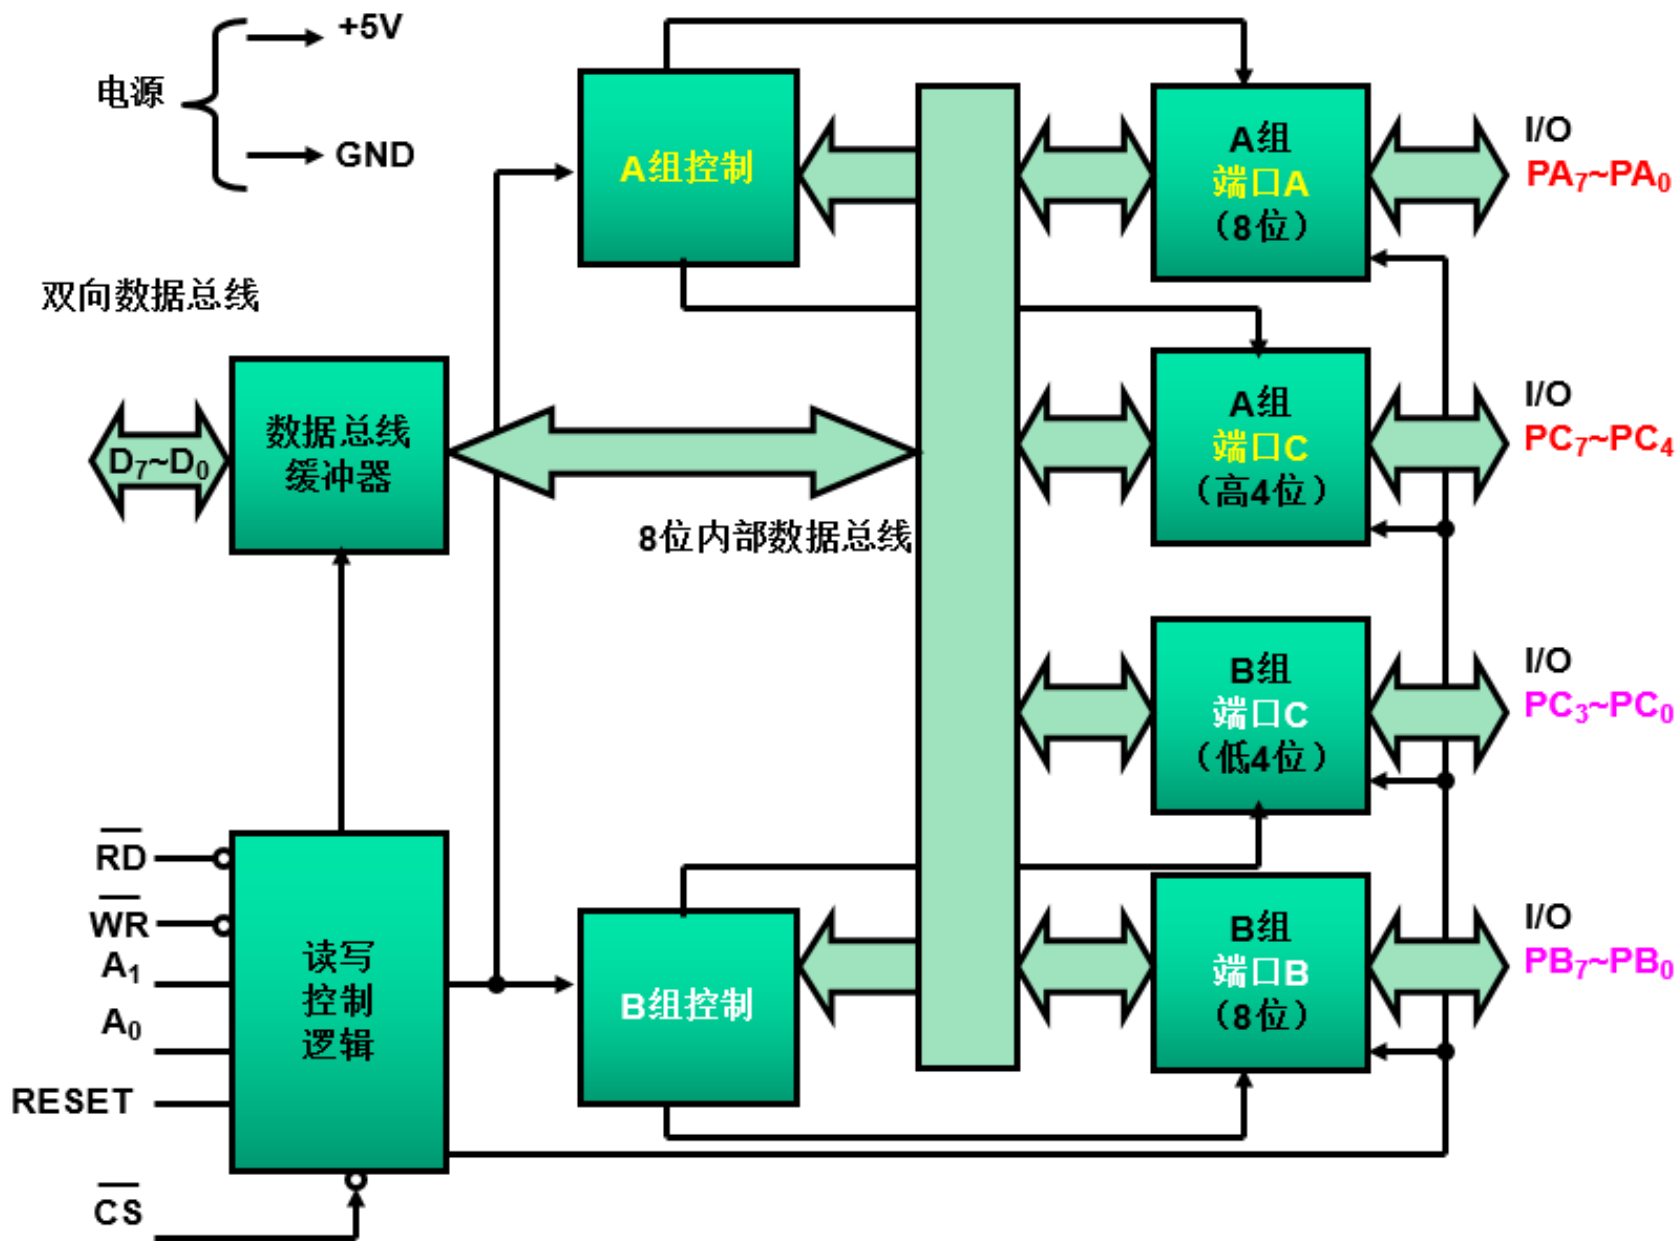 电源
+5V
GND
双向数据总线
D₇~D₀
数据总线
缓冲器
8位内部数据总线
A组控制
A组
端口A
（8位）
I/O
PA₇~PA₀
A组
端口C
（高4位）
I/O
PC₇~PC₄
B组
端口C
（低4位）
I/O
PC₃~PC₀
B组控制
B组
端口B
（8位）
I/O
PB₇~PB₀
R̅D̅
W̅R̅
A₁
A₀
RESET
C̅S̅
读写
控制
逻辑